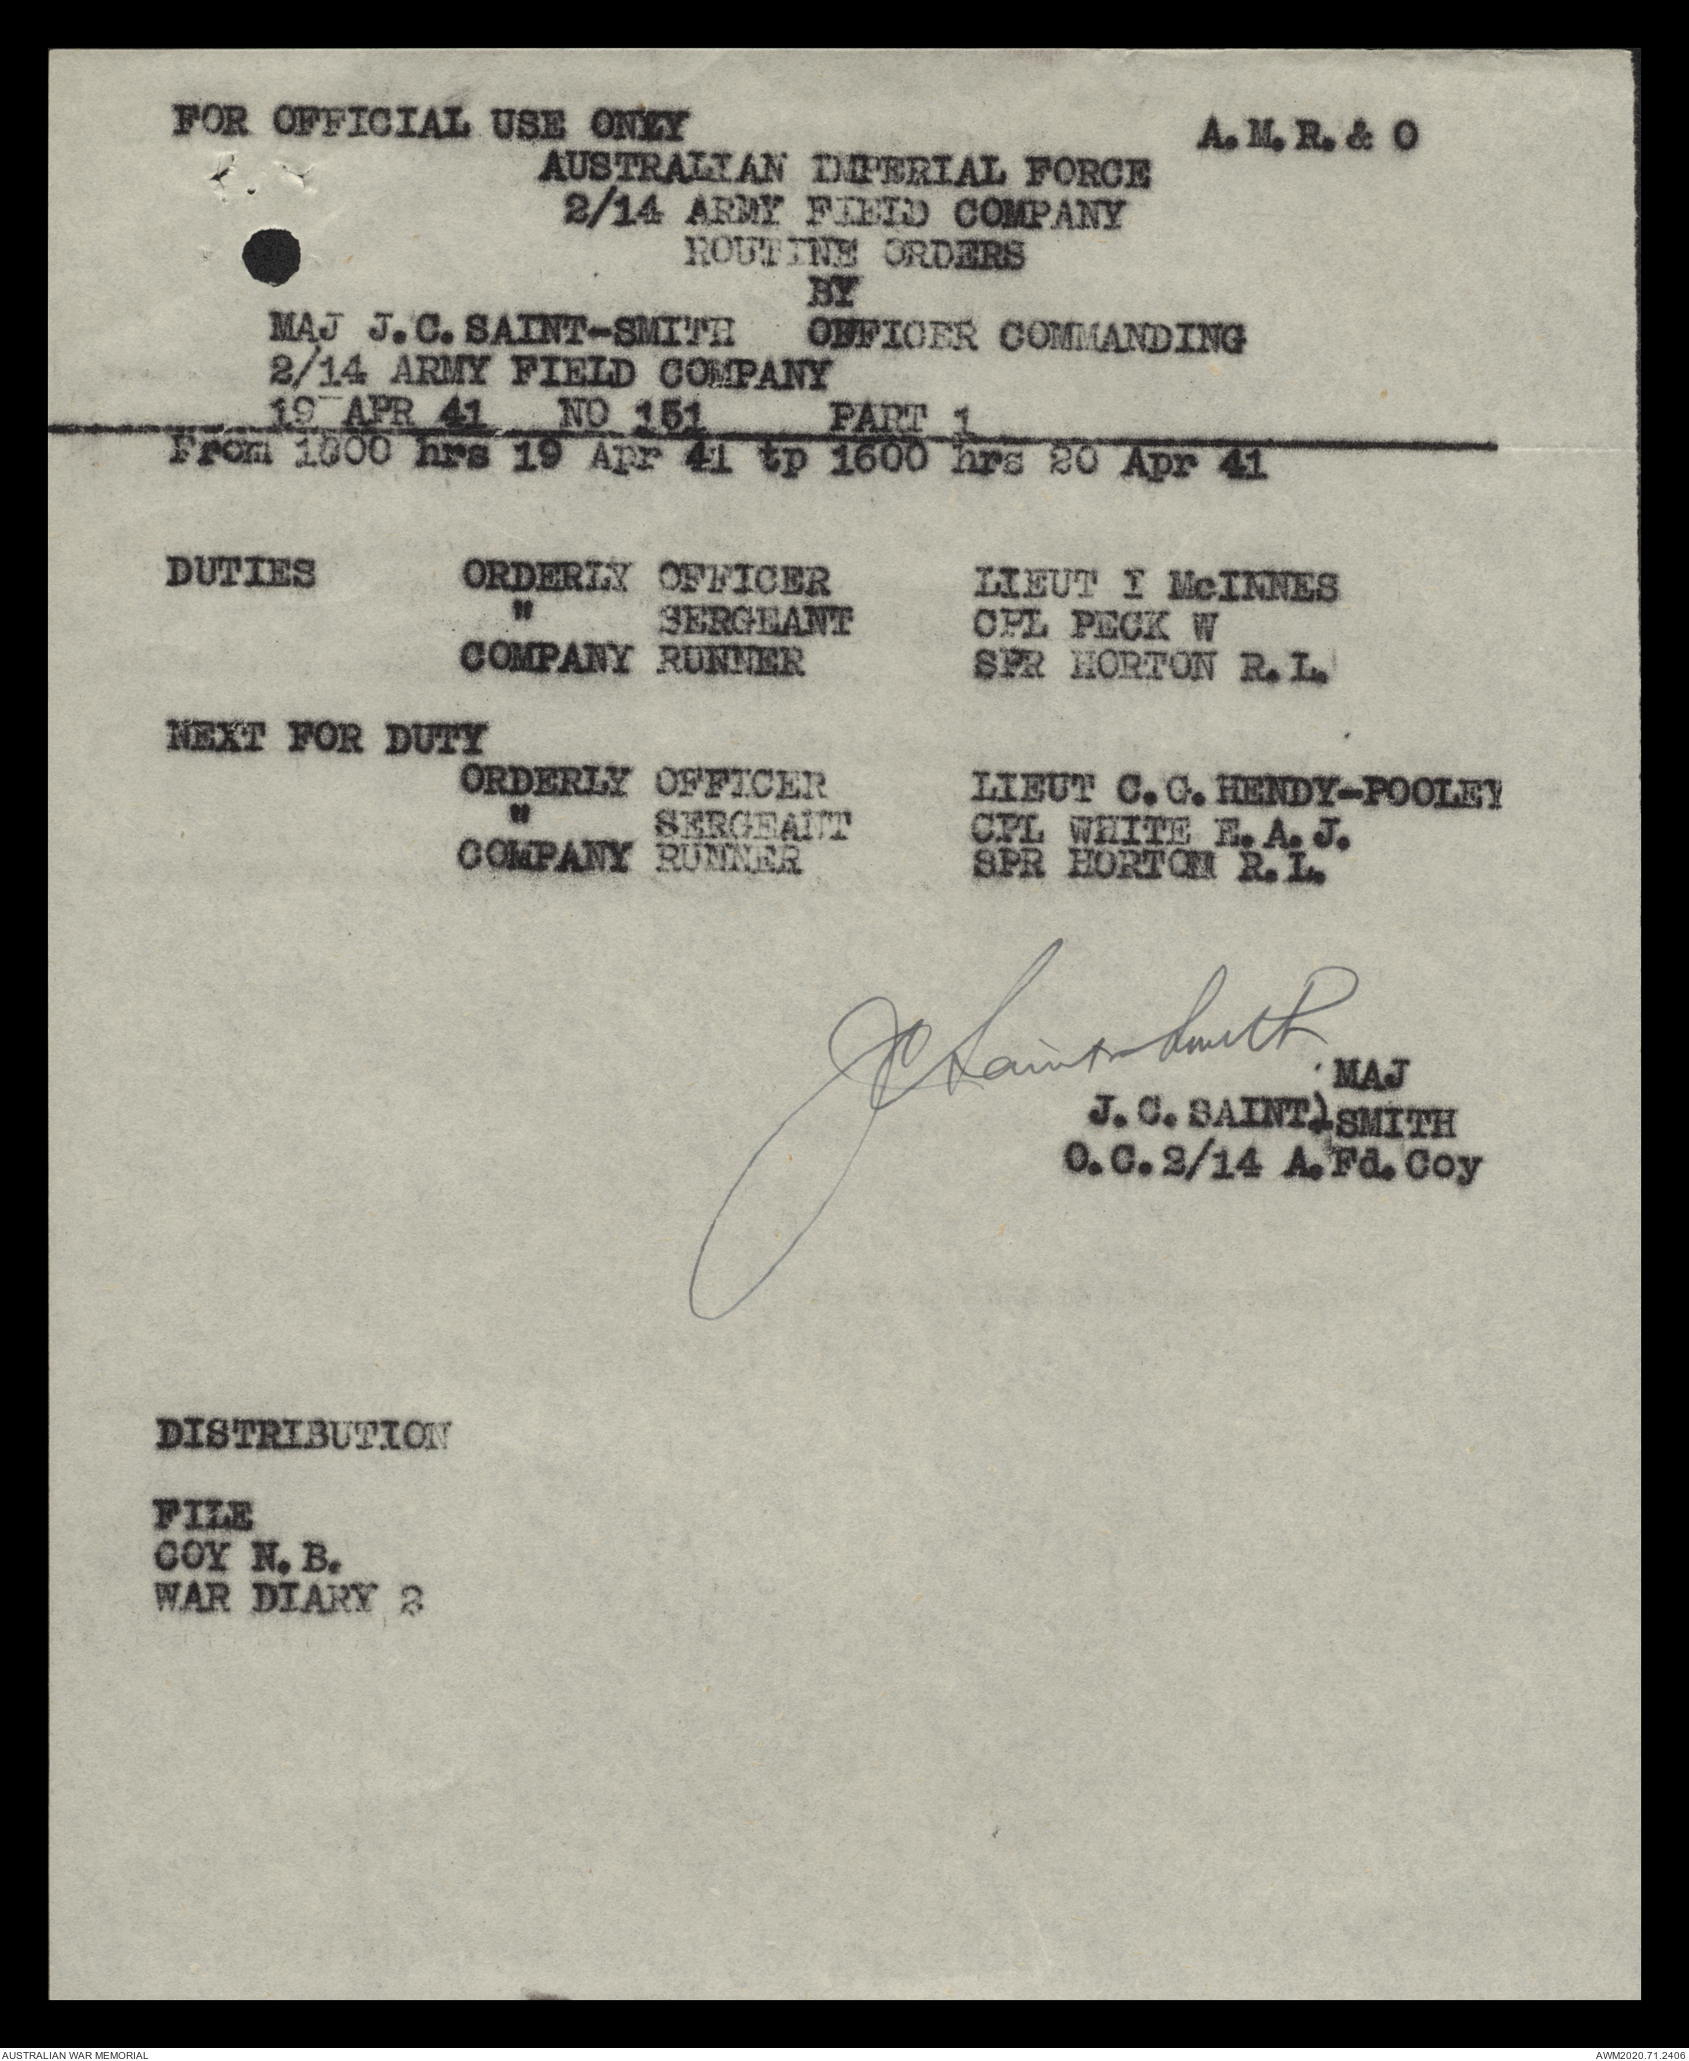 FOR OFFICIAL USE ONLY A.M.R.& O
AUSTRALIAN IMPERIAL FORCE
2/14 ARMY FIELD COMPANY
ROUTINE ORDERS
BY
MAJ J.C.SAINT-SMITH OFFICER COMMANDING
2/14 ARMY FIELD COMPANY
19 APR 41 NO 151 PART 1
From 1800 hrs 19 Apr 41 tp 1600 hrs 20 Apr 41
DUTIES ORDERLY OFFICER LIEUT I McINNES
" SERGEANT CPL PECK W
COMPANY RUNNER SPR HORTON R.L.
NEXT FOR DUTY
ORDERLY OFFICER LIEUT C.G.HENDY-POOLEY
" SERGEANT CPL WHITE E.A.J.
COMPANY RUNNER SPR HORTON R.L.
JC Saint-Smith
MAJ
J.C.SAINT-SMITH
O.C.2/14 A.Fd.Coy
DISTRIBUTION
FILE
COY N.B.
WAR DIARY 2
AUSTRALIAN WAR MEMORIAL AWM2020.71.2406